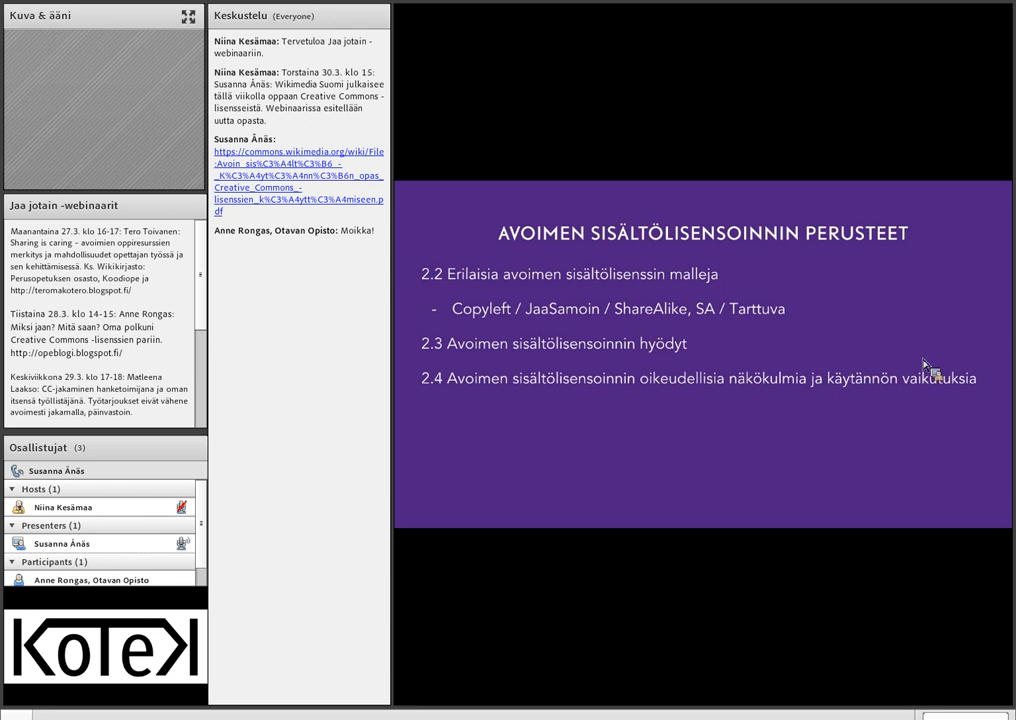 Kuva & ääni
Jaa jotain -webinaarit
Maanantaina 27.3. klo 16-17: Tero Toivanen:
Sharing is caring – avoimien oppiresurssien
merkitys ja mahdollisuudet opettajan työssä ja
sen kehittämisessä. Ks. Wikikirjasto:
Perusopetuksen osasto, Koodiope ja
http://teromakotero.blogspot.fi/
Tiistaina 28.3. klo 14-15: Anne Rongas:
Miksi jaan? Mitä saan? Oma polkuni
Creative Commons -lisenssien pariin.
http://opeblogi.blogspot.fi/
Keskiviikkona 29.3. klo 17-18: Matleena
Laakso: CC-jakaminen hanketoimijana ja oman
itsensä työllistäjänä. Työtarjoukset eivät vähene
avoimesti jakamalla, päinvastoin.
Osallistujat (3)
Susanna Ånäs
Hosts (1)
Niina Kesämaa
Presenters (1)
Susanna Ånäs
Participants (1)
Anne Rongas, Otavan Opisto
KoTeK
Keskustelu (Everyone)
Niina Kesämaa: Tervetuloa Jaa jotain -
webinaariin.
Niina Kesämaa: Torstaina 30.3. klo 15:
Susanna Ånäs: Wikimedia Suomi julkaisee
tällä viikolla oppaan Creative Commons -
lisensseistä. Webinaarissa esitellään
uutta opasta.
Susanna Ånäs:
https://commons.wikimedia.org/wiki/File
:Avoin_sis%C3%A4lt%C3%B6_-
_K%C3%A4yt%C3%A4nn%C3%B6n_opas_
Creative_Commons_-
lisenssien_k%C3%A4ytt%C3%A4miseen.p
df
Anne Rongas, Otavan Opisto: Moikka!
AVOIMEN SISÄLTÖLISENSOINNIN PERUSTEET
2.2 Erilaisia avoimen sisältölisenssin malleja
- Copyleft / JaaSamoin / ShareAlike, SA / Tarttuva
2.3 Avoimen sisältölisensoinnin hyödyt
2.4 Avoimen sisältölisensoinnin oikeudellisia näkökulmia ja käytännön vaikutuksia